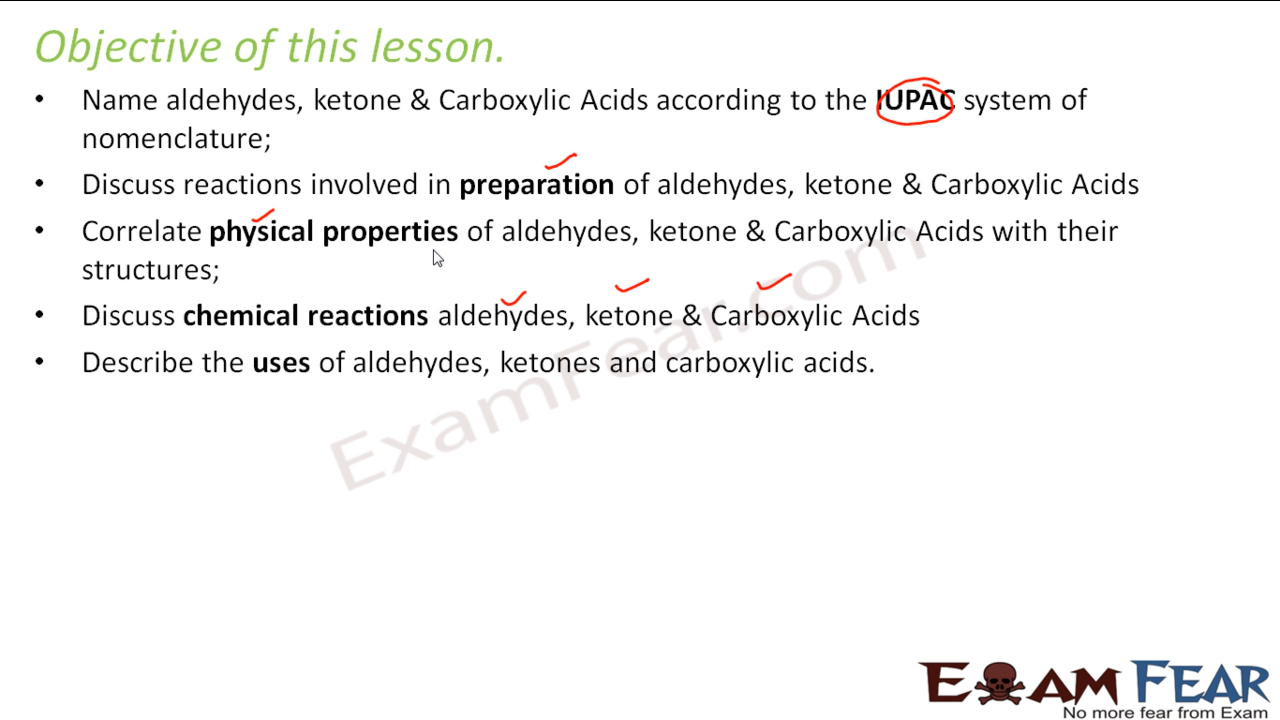 Objective of this lesson.
• Name aldehydes, ketone & Carboxylic Acids according to the IUPAC system of
nomenclature;
• Discuss reactions involved in preparation of aldehydes, ketone & Carboxylic Acids
• Correlate physical properties of aldehydes, ketone & Carboxylic Acids with their
structures;
• Discuss chemical reactions aldehydes, ketone & Carboxylic Acids
• Describe the uses of aldehydes, ketones and carboxylic acids.
ExamFear.com
EXAM FEAR
No more fear from Exam